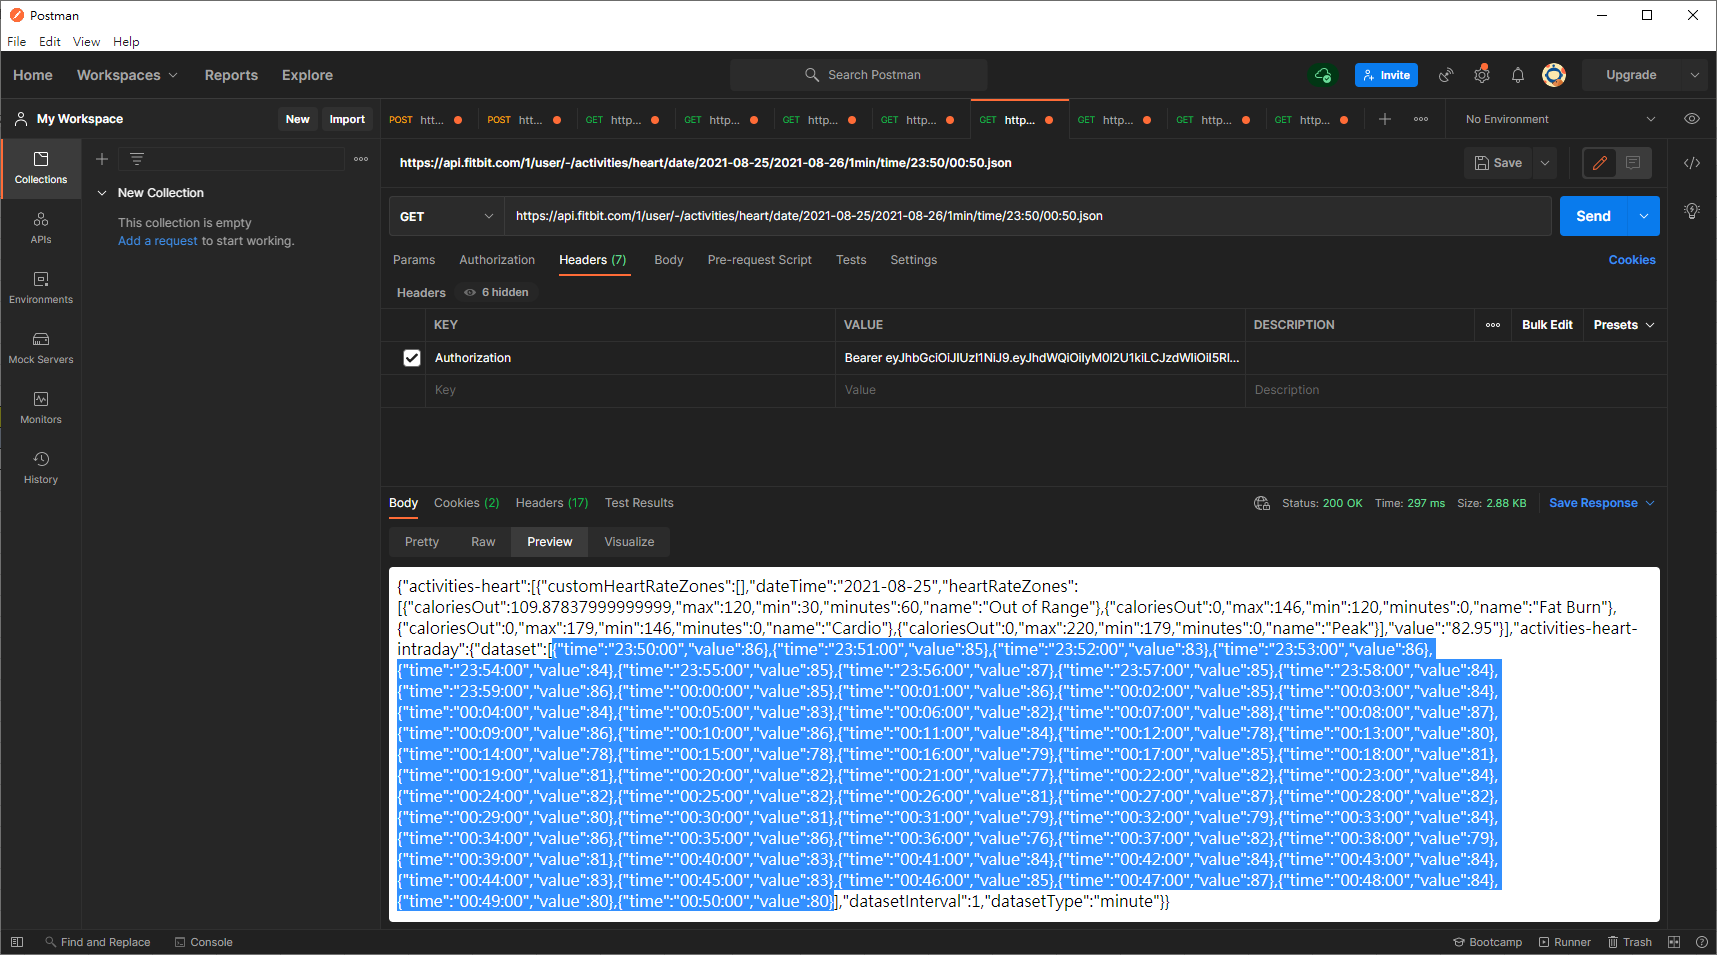 Postman
File Edit View Help
Home Workspaces Reports Explore Search Postman Invite Upgrade
My Workspace New Import POST htt... POST htt... GET http... GET http... GET http... GET http... GET http... GET http... GET http... GET http... No Environment
Collections
https://api.fitbit.com/1/user/-/activities/heart/date/2021-08-25/2021-08-26/1min/time/23:50/00:50.json Save
New Collection
This collection is empty
Add a request to start working.
APIs
Environments
Mock Servers
Monitors
History
GET https://api.fitbit.com/1/user/-/activities/heart/date/2021-08-25/2021-08-26/1min/time/23:50/00:50.json Send
Params Authorization Headers (7) Body Pre-request Script Tests Settings Cookies
Headers 6 hidden
KEY VALUE DESCRIPTION Bulk Edit Presets
Authorization Bearer eyJhbGciOiJIUzI1NiJ9.eyJhdWQiOiIyM0I2U1kiLCJzdWIiOiI5Rl...
Key Value Description
Body Cookies (2) Headers (17) Test Results Status: 200 OK Time: 297 ms Size: 2.88 KB Save Response
Pretty Raw Preview Visualize
{"activities-heart":[{"customHeartRateZones":[],"dateTime":"2021-08-25","heartRateZones":
[{"caloriesOut":109.87837999999999,"max":120,"min":30,"minutes":60,"name":"Out of Range"},{"caloriesOut":0,"max":146,"min":120,"minutes":0,"name":"Fat Burn"},
{"caloriesOut":0,"max":179,"min":146,"minutes":0,"name":"Cardio"},{"caloriesOut":0,"max":220,"min":179,"minutes":0,"name":"Peak"}],"value":"82.95"}],"activities-heart-
intraday":{"dataset":[{"time":"23:50:00","value":86},{"time":"23:51:00","value":85},{"time":"23:52:00","value":83},{"time":"23:53:00","value":86},
{"time":"23:54:00","value":84},{"time":"23:55:00","value":85},{"time":"23:56:00","value":87},{"time":"23:57:00","value":85},{"time":"23:58:00","value":84},
{"time":"23:59:00","value":86},{"time":"00:00:00","value":85},{"time":"00:01:00","value":86},{"time":"00:02:00","value":85},{"time":"00:03:00","value":84},
{"time":"00:04:00","value":84},{"time":"00:05:00","value":83},{"time":"00:06:00","value":82},{"time":"00:07:00","value":88},{"time":"00:08:00","value":87},
{"time":"00:09:00","value":86},{"time":"00:10:00","value":86},{"time":"00:11:00","value":84},{"time":"00:12:00","value":78},{"time":"00:13:00","value":80},
{"time":"00:14:00","value":78},{"time":"00:15:00","value":78},{"time":"00:16:00","value":79},{"time":"00:17:00","value":85},{"time":"00:18:00","value":81},
{"time":"00:19:00","value":81},{"time":"00:20:00","value":82},{"time":"00:21:00","value":77},{"time":"00:22:00","value":82},{"time":"00:23:00","value":84},
{"time":"00:24:00","value":82},{"time":"00:25:00","value":82},{"time":"00:26:00","value":81},{"time":"00:27:00","value":87},{"time":"00:28:00","value":82},
{"time":"00:29:00","value":80},{"time":"00:30:00","value":81},{"time":"00:31:00","value":79},{"time":"00:32:00","value":79},{"time":"00:33:00","value":84},
{"time":"00:34:00","value":86},{"time":"00:35:00","value":86},{"time":"00:36:00","value":76},{"time":"00:37:00","value":82},{"time":"00:38:00","value":79},
{"time":"00:39:00","value":81},{"time":"00:40:00","value":83},{"time":"00:41:00","value":84},{"time":"00:42:00","value":84},{"time":"00:43:00","value":84},
{"time":"00:44:00","value":83},{"time":"00:45:00","value":83},{"time":"00:46:00","value":85},{"time":"00:47:00","value":87},{"time":"00:48:00","value":84},
{"time":"00:49:00","value":80},{"time":"00:50:00","value":80}],"datasetInterval":1,"datasetType":"minute"}}
Find and Replace Console Bootcamp Runner Trash